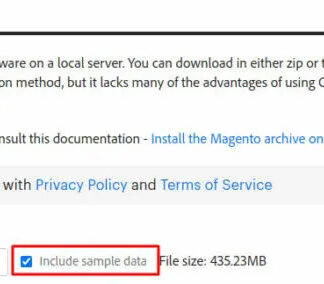 ware on a local server. You can download in either zip or t
on method, but it lacks many of the advantages of using C
nsult this documentation - Install the Magento archive on
with Privacy Policy and Terms of Service
Include sample data File size: 435.23MB